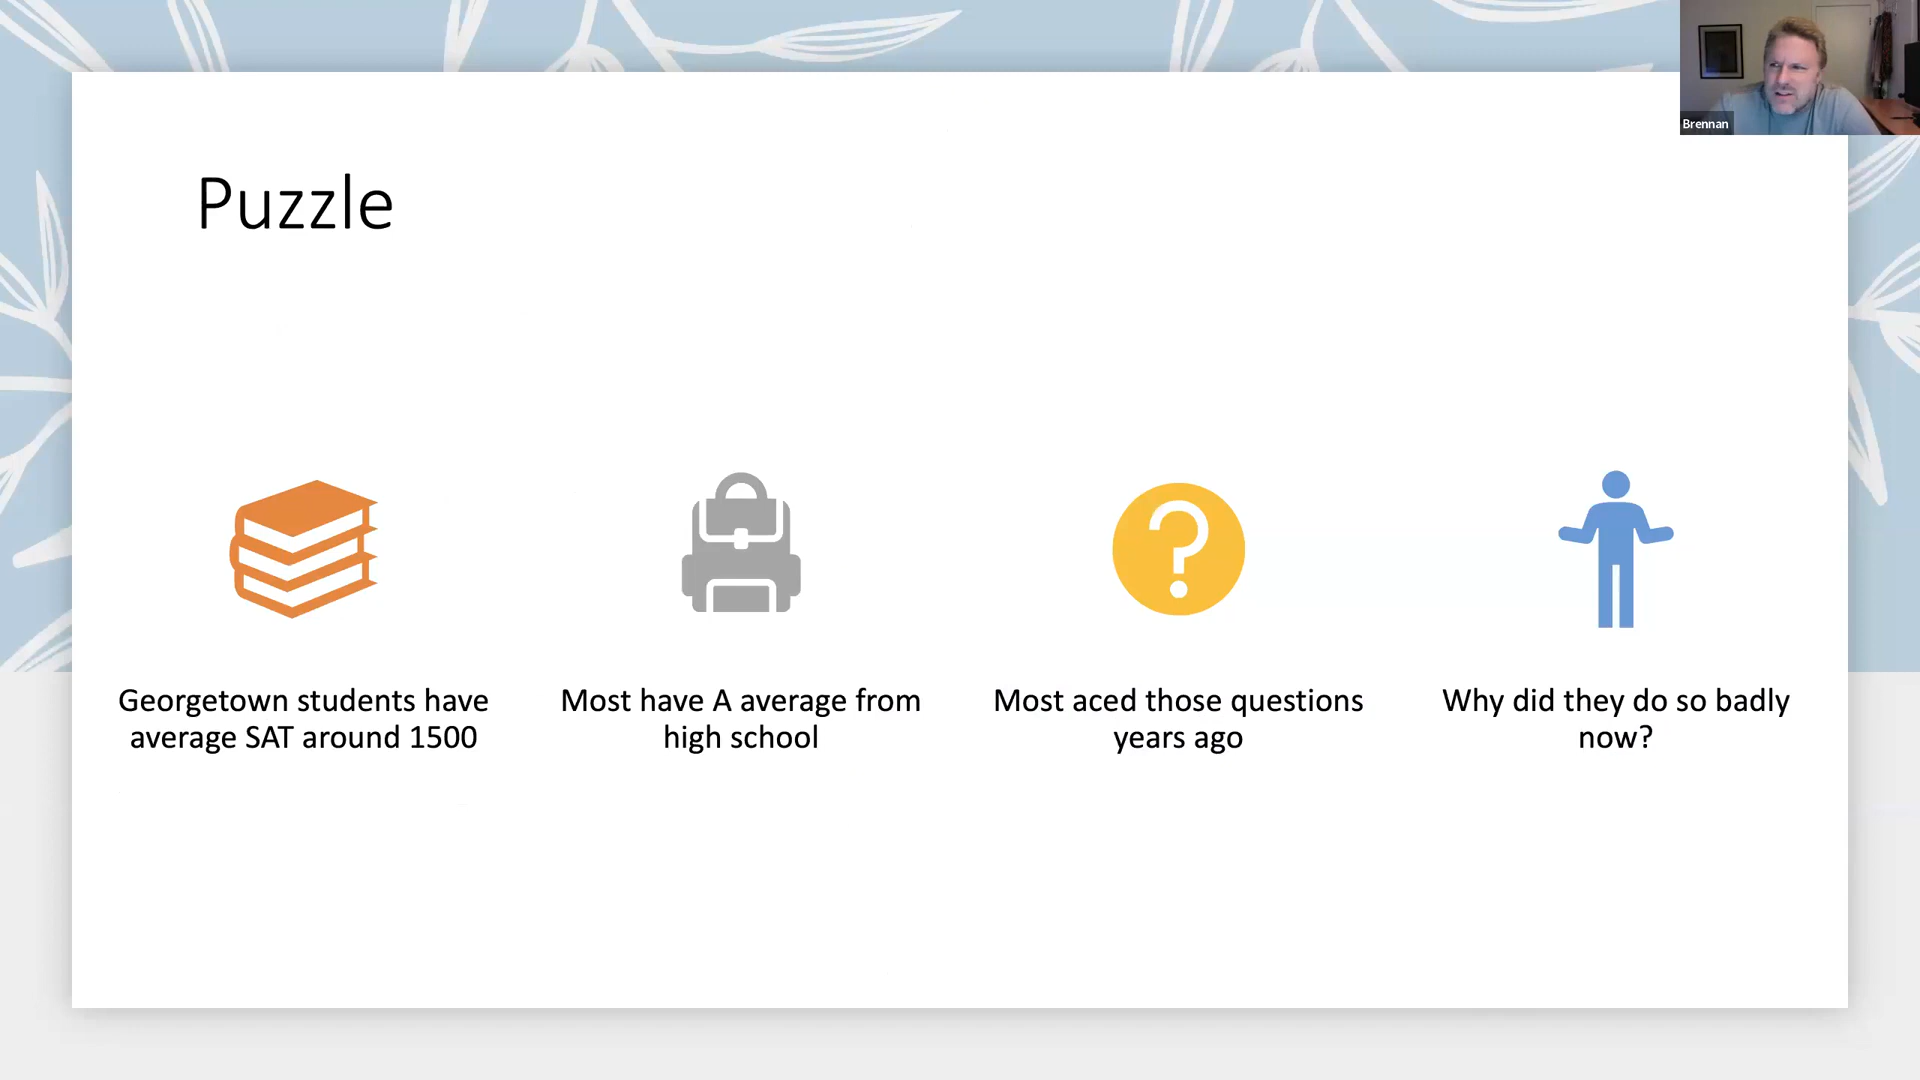 Brennan
Puzzle
Georgetown students have
average SAT around 1500
Most have A average from
high school
Most aced those questions
years ago
Why did they do so badly
now?